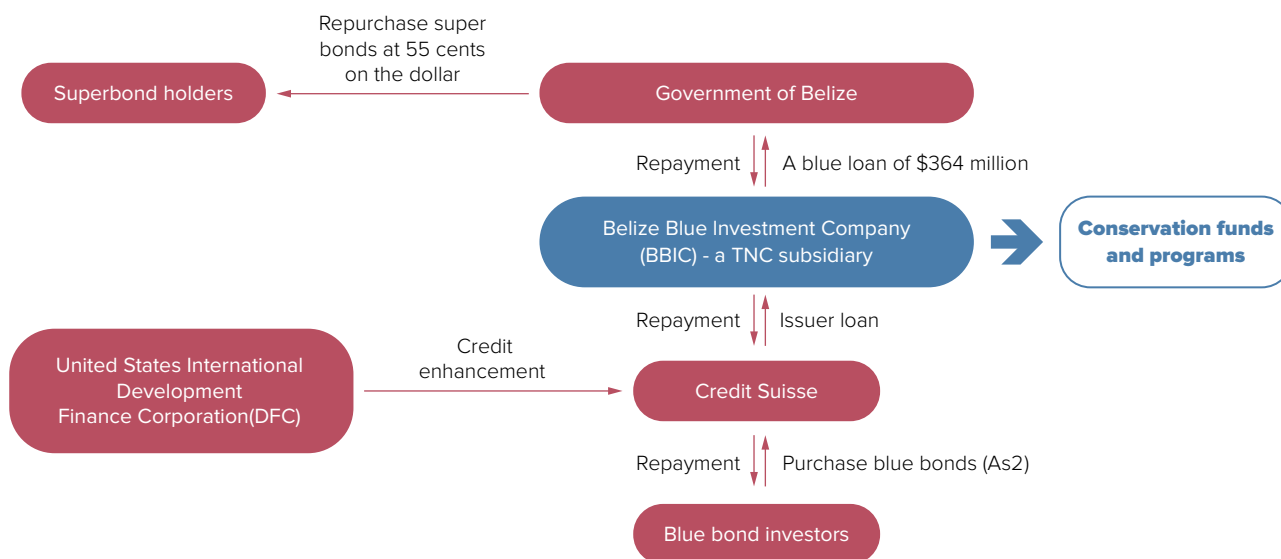 Repurchase super
bonds at 55 cents
on the dollar
Superbond holders
Government of Belize
Repayment
A blue loan of $364 million
Belize Blue Investment Company
(BBIC) - a TNC subsidiary
Conservation funds
and programs
Repayment
Issuer loan
United States International
Development
Finance Corporation(DFC)
Credit
enhancement
Credit Suisse
Repayment
Purchase blue bonds (As2)
Blue bond investors